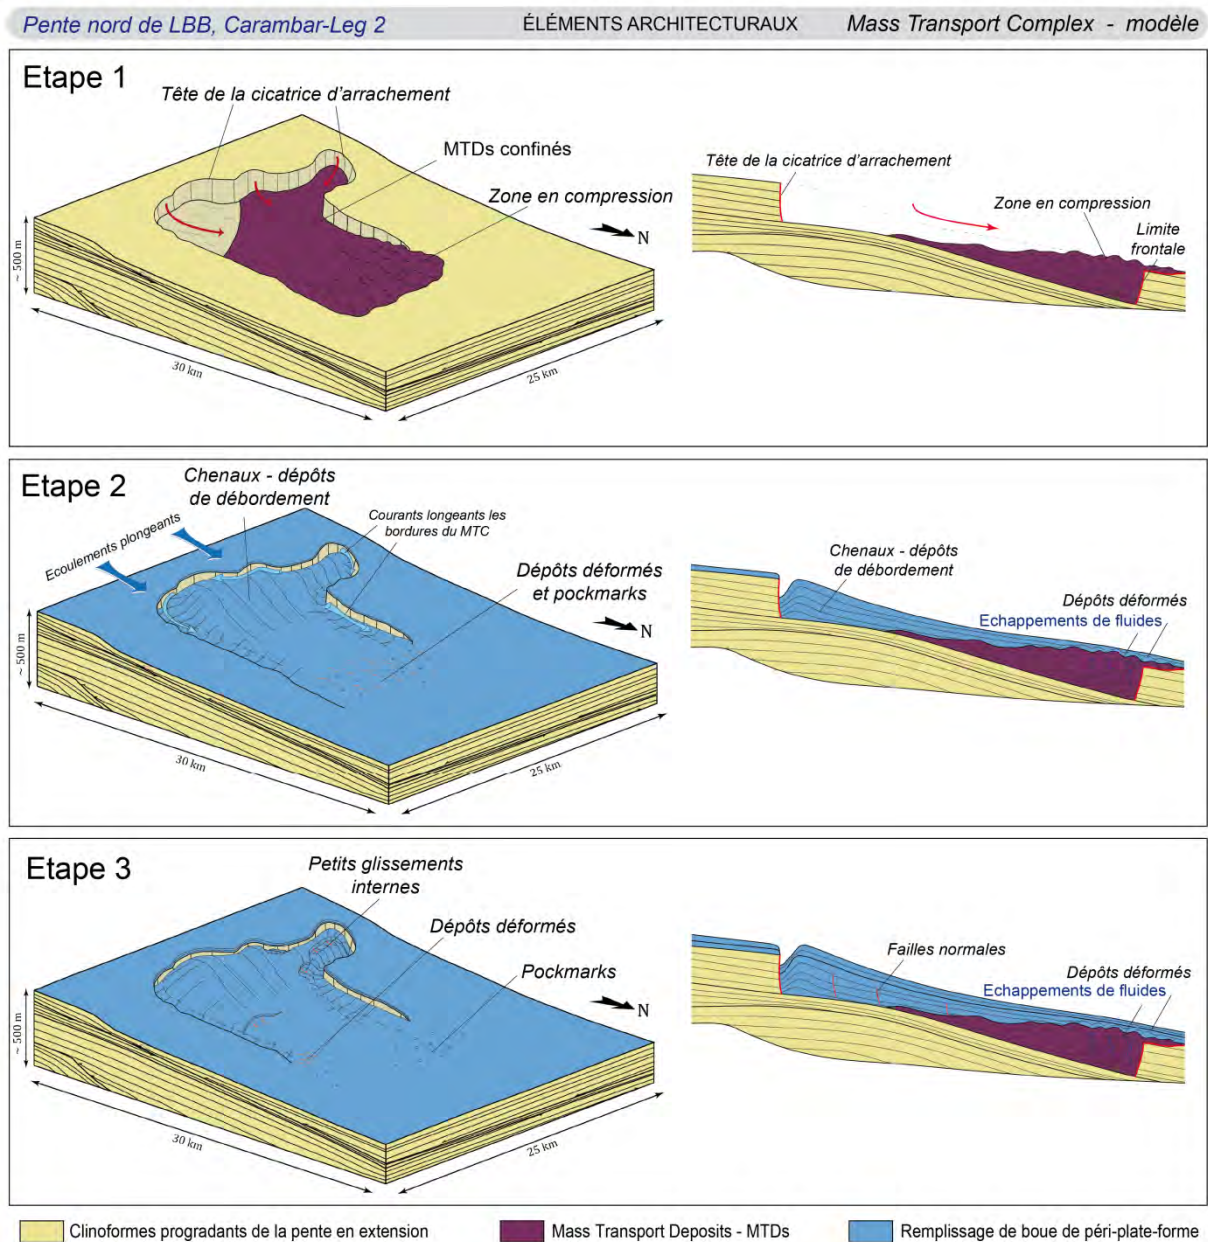 Pente nord de LBB, Carambar-Leg 2
ÉLÉMENTS ARCHITECTURAUX
Mass Transport Complex - modèle
Etape 1
Tête de la cicatrice d'arrachement
MTDs confinés
Zone en compression
N
~ 500 m
30 km
25 km
Tête de la cicatrice d'arrachement
Zone en compression
Limite
frontale
Etape 2
Chenaux - dépôts
de débordement
Ecoulements plongeants
Courants longeants les
bordures du MTC
Dépôts déformés
et pockmarks
N
~ 500 m
30 km
25 km
Chenaux - dépôts
de débordement
Dépôts déformés
Echappements de fluides
Etape 3
Petits glissements
internes
Dépôts déformés
Pockmarks
N
~ 500 m
30 km
25 km
Failles normales
Dépôts déformés
Echappements de fluides
Clinoformes progradants de la pente en extension
Mass Transport Deposits - MTDs
Remplissage de boue de péri-plate-forme